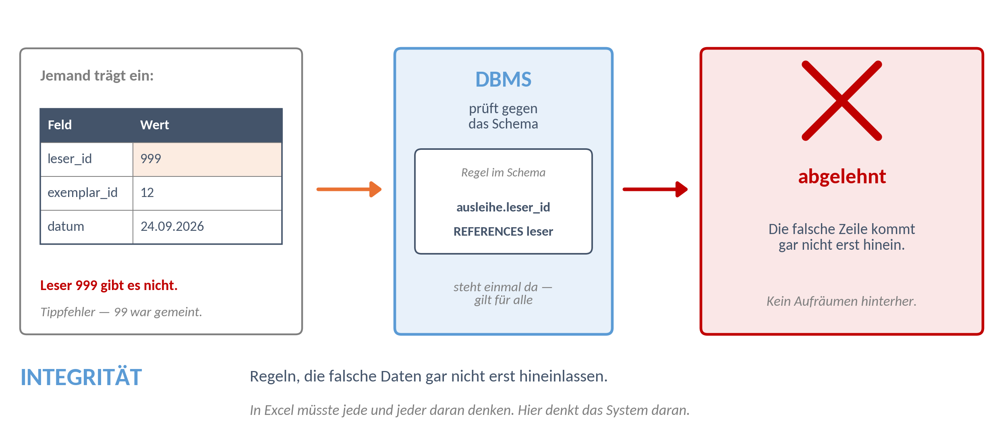 Jemand trägt ein:
Feld Wert
leser_id 999
exemplar_id 12
datum 24.09.2026
Leser 999 gibt es nicht.
Tippfehler — 99 war gemeint.
DBMS
prüft gegen
das Schema
Regel im Schema
ausleihe.leser_id
REFERENCES leser
steht einmal da —
gilt für alle
abgelehnt
Die falsche Zeile kommt
gar nicht erst hinein.
Kein Aufräumen hinterher.
INTEGRITÄT
Regeln, die falsche Daten gar nicht erst hineinlassen.
In Excel müsste jede und jeder daran denken. Hier denkt das System daran.